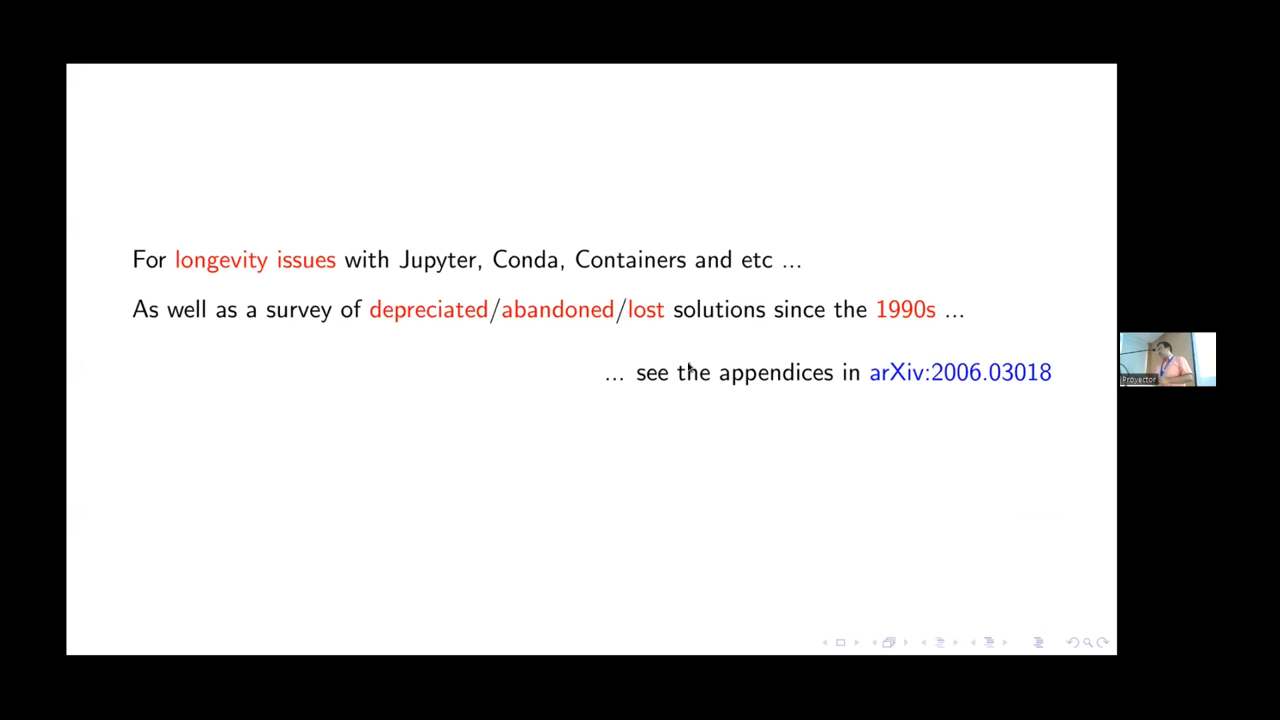 For longevity issues with Jupyter, Conda, Containers and etc ...
As well as a survey of depreciated/abandoned/lost solutions since the 1990s ...
... see the appendices in arXiv:2006.03018
Proyector